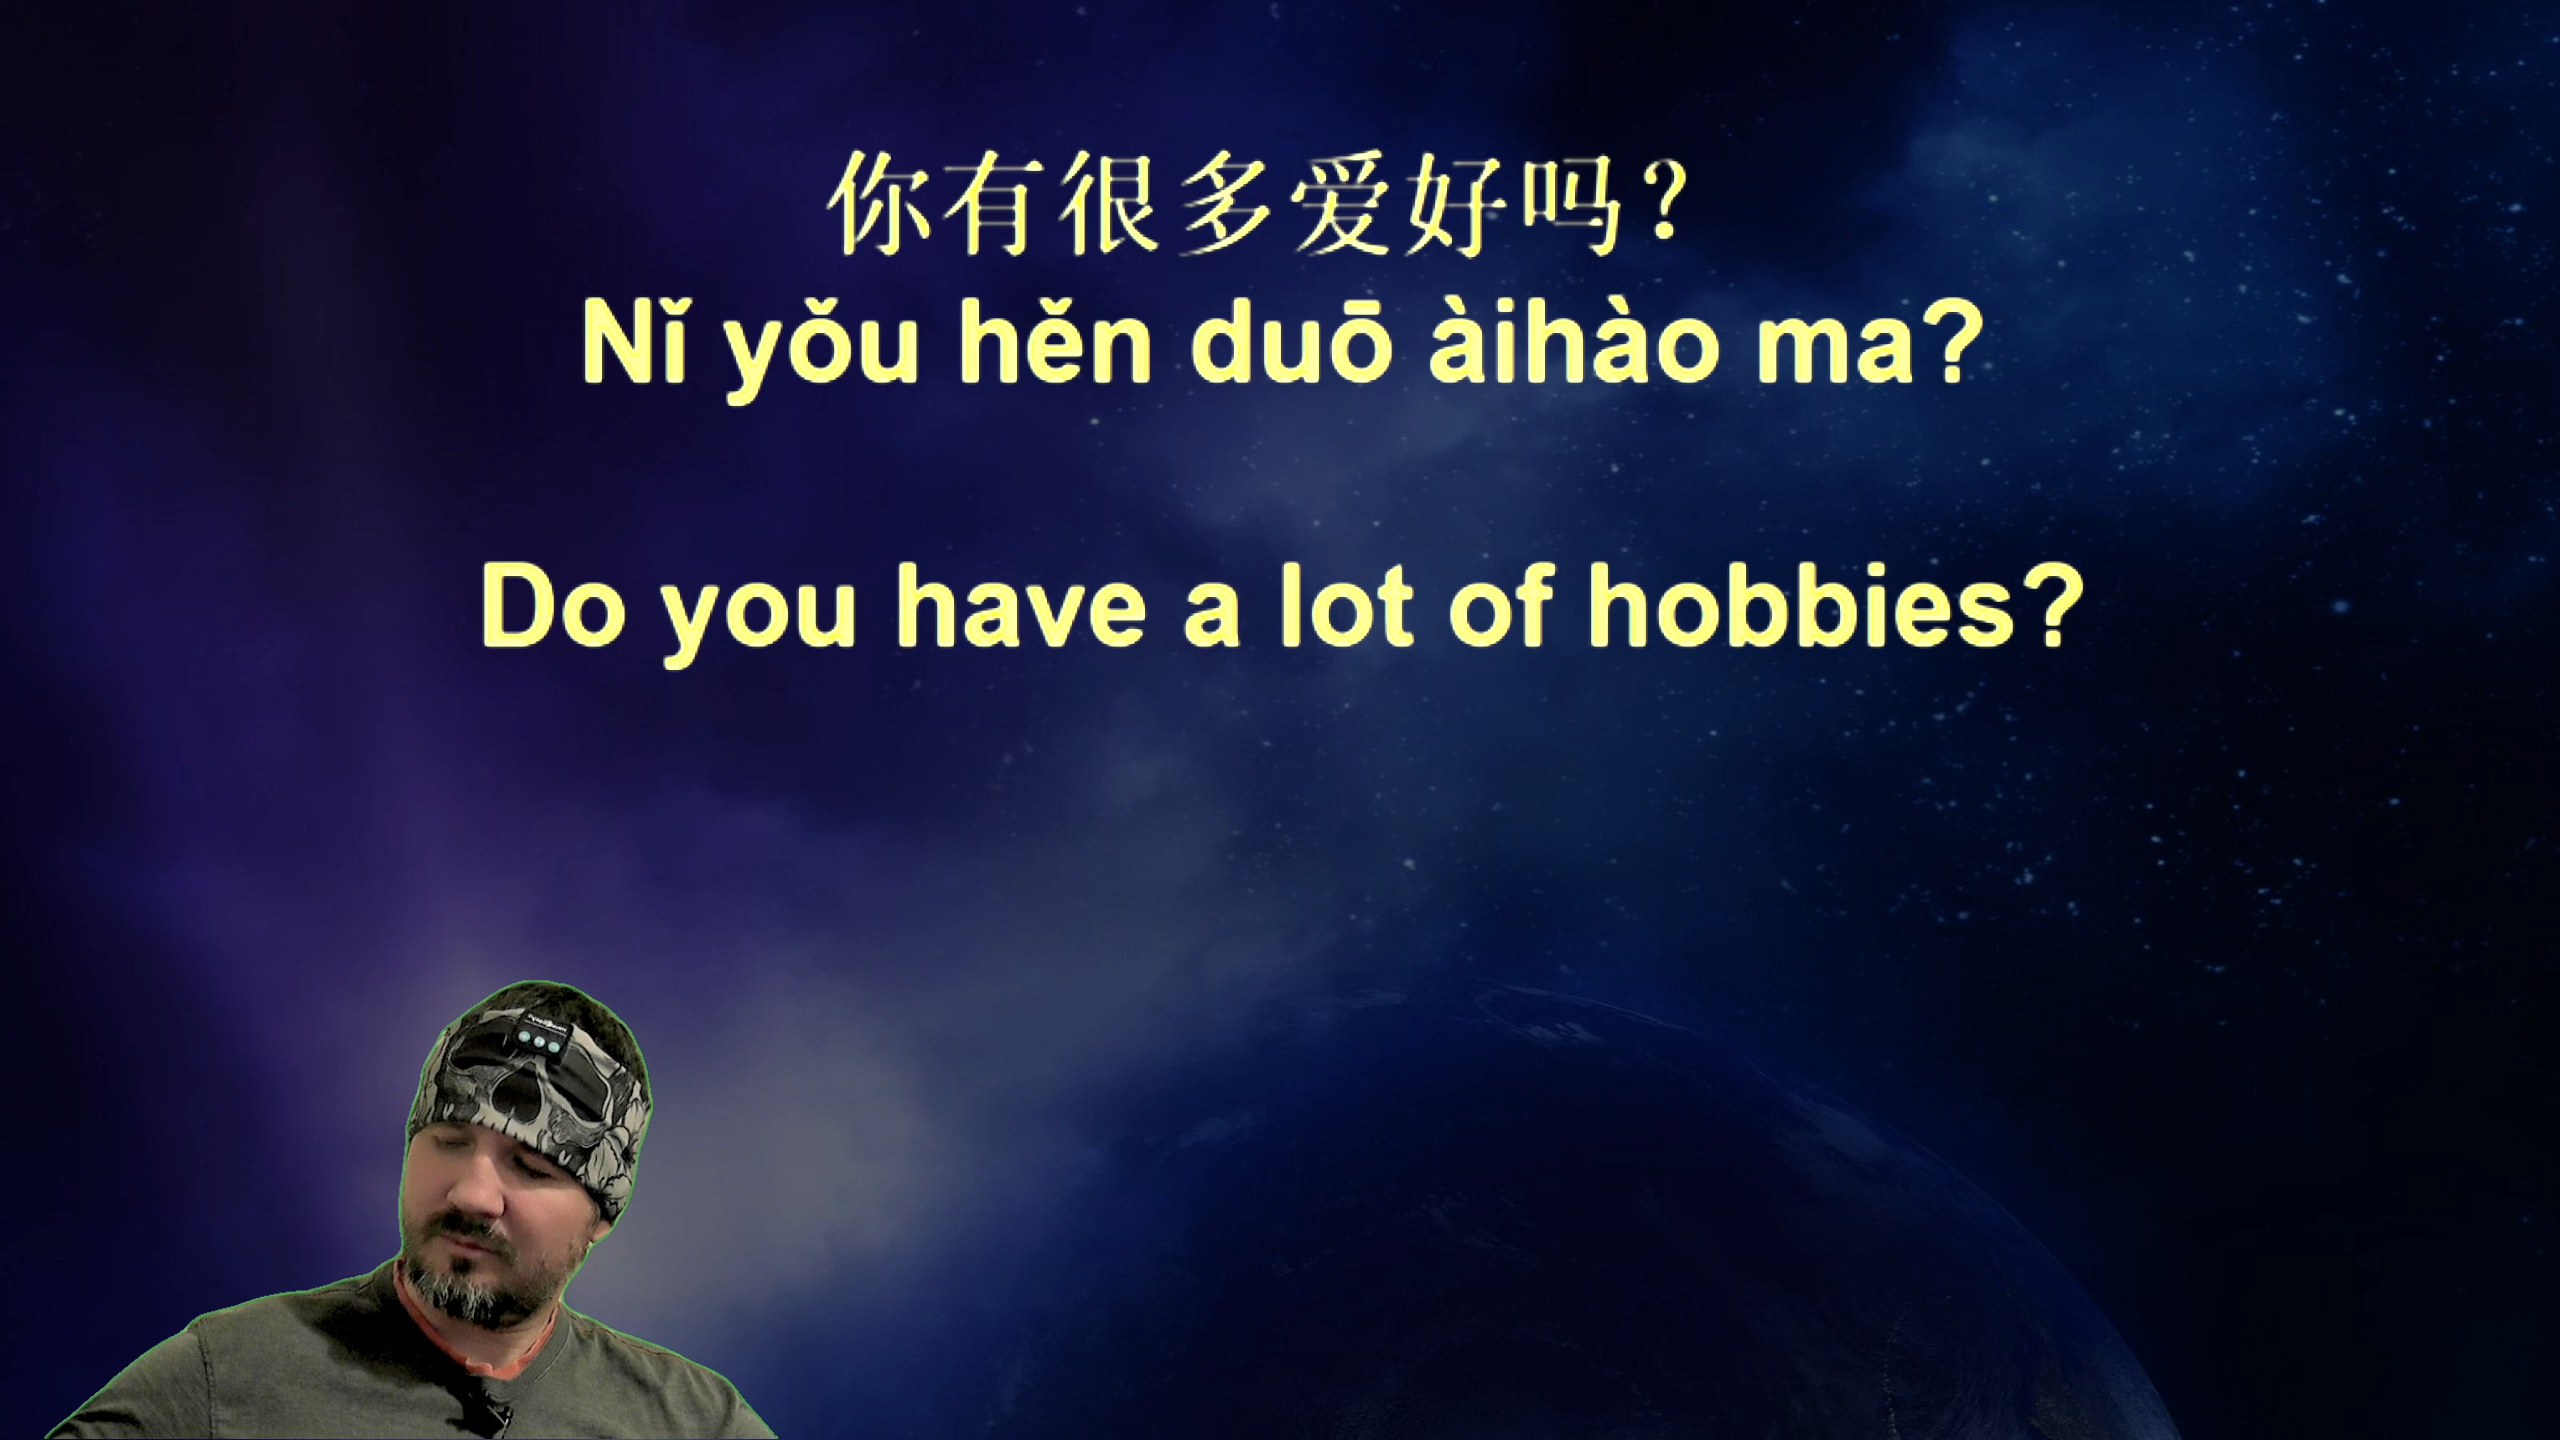 你有很多爱好吗？
Nǐ yǒu hěn duō àihào ma?
Do you have a lot of hobbies?